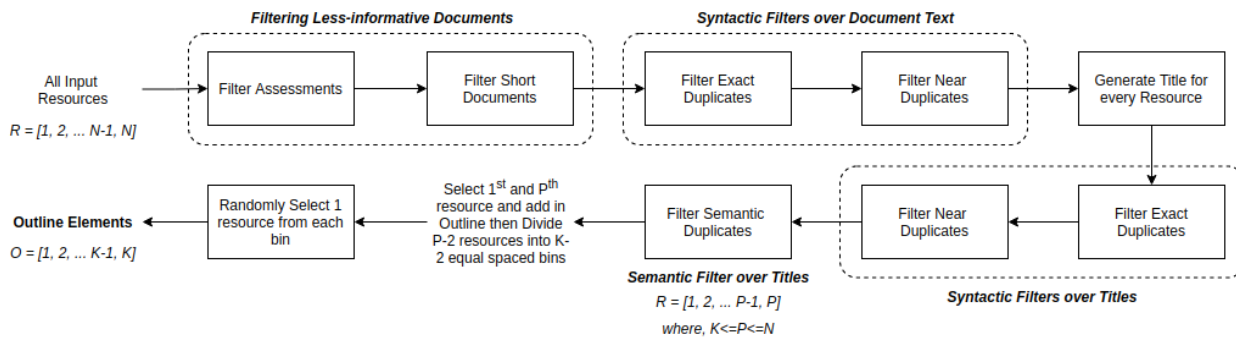 Filtering Less-informative Documents
Syntactic Filters over Document Text
All Input
Resources
R = [1, 2, ... N-1, N]
Filter Assessments
Filter Short
Documents
Filter Exact
Duplicates
Filter Near
Duplicates
Generate Title for
every Resource
Outline Elements
O = [1, 2, ... K-1, K]
Randomly Select 1
resource from each
bin
Select 1st and Pth
resource and add in
Outline then Divide
P-2 resources into K-
2 equal spaced bins
Filter Semantic
Duplicates
Semantic Filter over Titles
R = [1, 2, ... P-1, P]
where, K<=P<=N
Filter Near
Duplicates
Filter Exact
Duplicates
Syntactic Filters over Titles